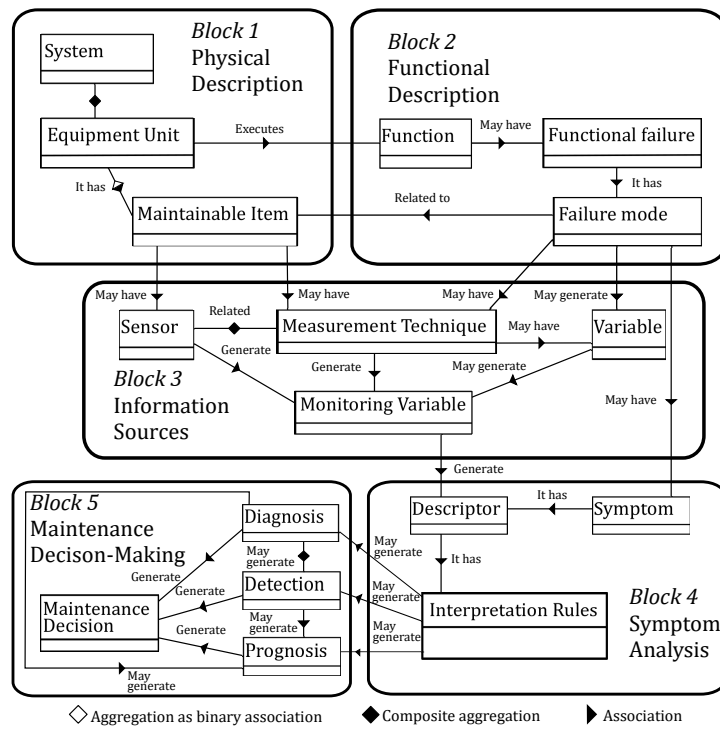 Block 1
Physical
Description
System
Equipment Unit
It has
Maintainable Item
Executes
Block 2
Functional
Description
Function
May have
Functional failure
It has
Related to
Failure mode
May have
May have
May have
May generate
May have
Block 3
Information
Sources
Sensor
Related
Measurement Technique
May have
Variable
Generate
Generate
May generate
Monitoring Variable
Generate
Block 4
Symptom
Analysis
Descriptor
It has
Symptom
It has
Interpretation Rules
May
generate
May
generate
May
generate
Block 5
Maintenance
Decison-Making
Diagnosis
May
generate
Detection
May
generate
Prognosis
Generate
Generate
Generate
Maintenance
Decision
May
generate
Aggregation as binary association
Composite aggregation
Association